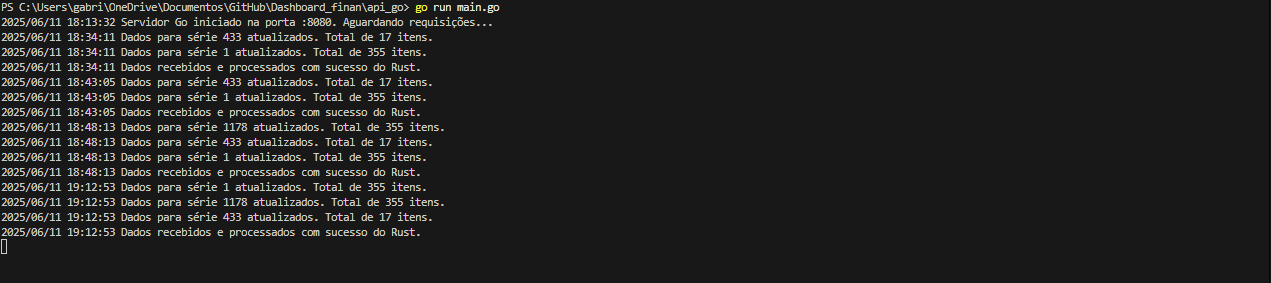 PS C:\Users\gabri\OneDrive\Documentos\GitHub\Dashboard_finan\api_go> go run main.go
2025/06/11 18:13:32 Servidor Go iniciado na porta :8080. Aguardando requisições...
2025/06/11 18:34:11 Dados para série 433 atualizados. Total de 17 itens.
2025/06/11 18:34:11 Dados para série 1 atualizados. Total de 355 itens.
2025/06/11 18:34:11 Dados recebidos e processados com sucesso do Rust.
2025/06/11 18:43:05 Dados para série 433 atualizados. Total de 17 itens.
2025/06/11 18:43:05 Dados para série 1 atualizados. Total de 355 itens.
2025/06/11 18:43:05 Dados recebidos e processados com sucesso do Rust.
2025/06/11 18:48:13 Dados para série 1178 atualizados. Total de 355 itens.
2025/06/11 18:48:13 Dados para série 433 atualizados. Total de 17 itens.
2025/06/11 18:48:13 Dados para série 1 atualizados. Total de 355 itens.
2025/06/11 18:48:13 Dados recebidos e processados com sucesso do Rust.
2025/06/11 19:12:53 Dados para série 1 atualizados. Total de 355 itens.
2025/06/11 19:12:53 Dados para série 1178 atualizados. Total de 355 itens.
2025/06/11 19:12:53 Dados para série 433 atualizados. Total de 17 itens.
2025/06/11 19:12:53 Dados recebidos e processados com sucesso do Rust.